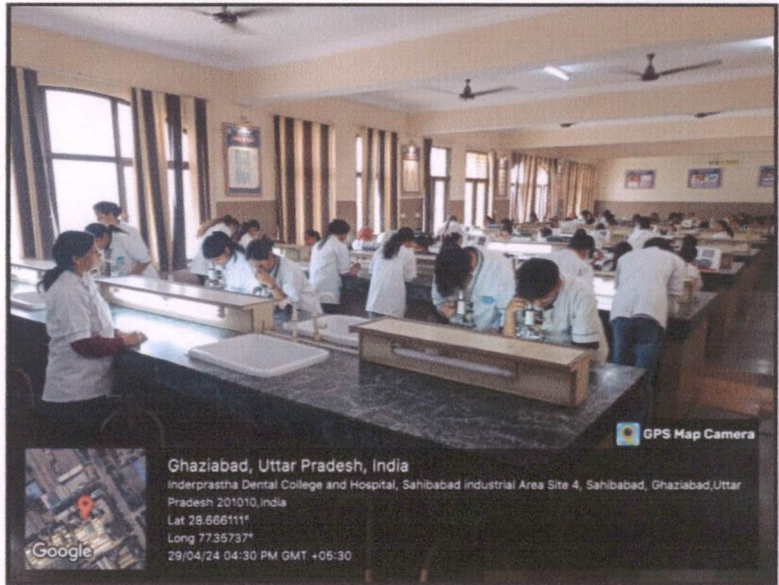 GPS Map Camera
Ghaziabad, Uttar Pradesh, India
Inderprastha Dental College and Hospital, Sahibabad industrial Area Site 4, Sahibabad, Ghaziabad,Uttar
Pradesh 201010,India
Lat 28.666111°
Long 77.35737°
29/04/24 04:30 PM GMT +05:30
Google